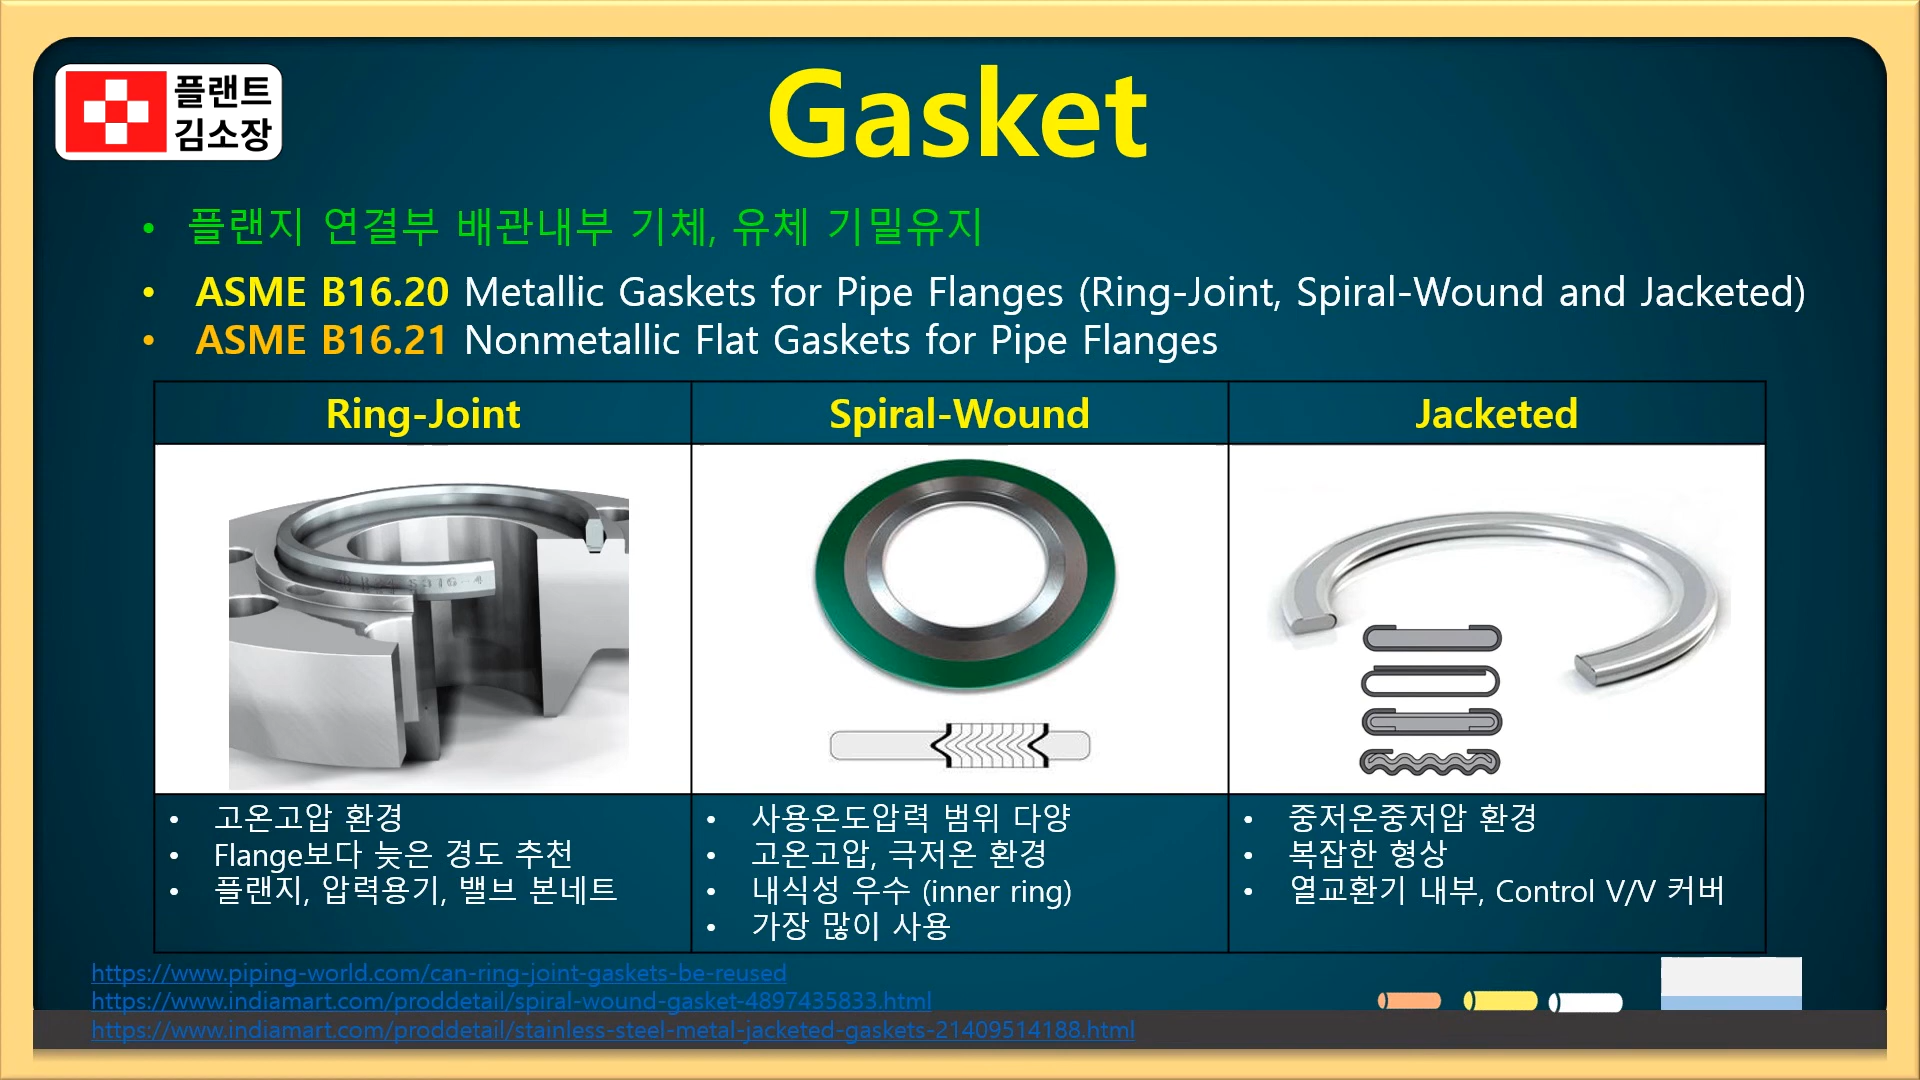 플랜트
김소장
Gasket
• 플랜지 연결부 배관내부 기체, 유체 기밀유지
• ASME B16.20 Metallic Gaskets for Pipe Flanges (Ring-Joint, Spiral-Wound and Jacketed)
• ASME B16.21 Nonmetallic Flat Gaskets for Pipe Flanges
Ring-Joint
Spiral-Wound
Jacketed
• 고온고압 환경
• Flange보다 늦은 경도 추천
• 플랜지, 압력용기, 밸브 본네트
• 사용온도압력 범위 다양
• 고온고압, 극저온 환경
• 내식성 우수 (inner ring)
• 가장 많이 사용
• 중저온중저압 환경
• 복잡한 형상
• 열교환기 내부, Control V/V 커버
https://www.piping-world.com/can-ring-joint-gaskets-be-reused
https://www.indiamart.com/proddetail/spiral-wound-gasket-4897435833.html
https://www.indiamart.com/proddetail/stainless-steel-metal-jacketed-gaskets-21409514188.html